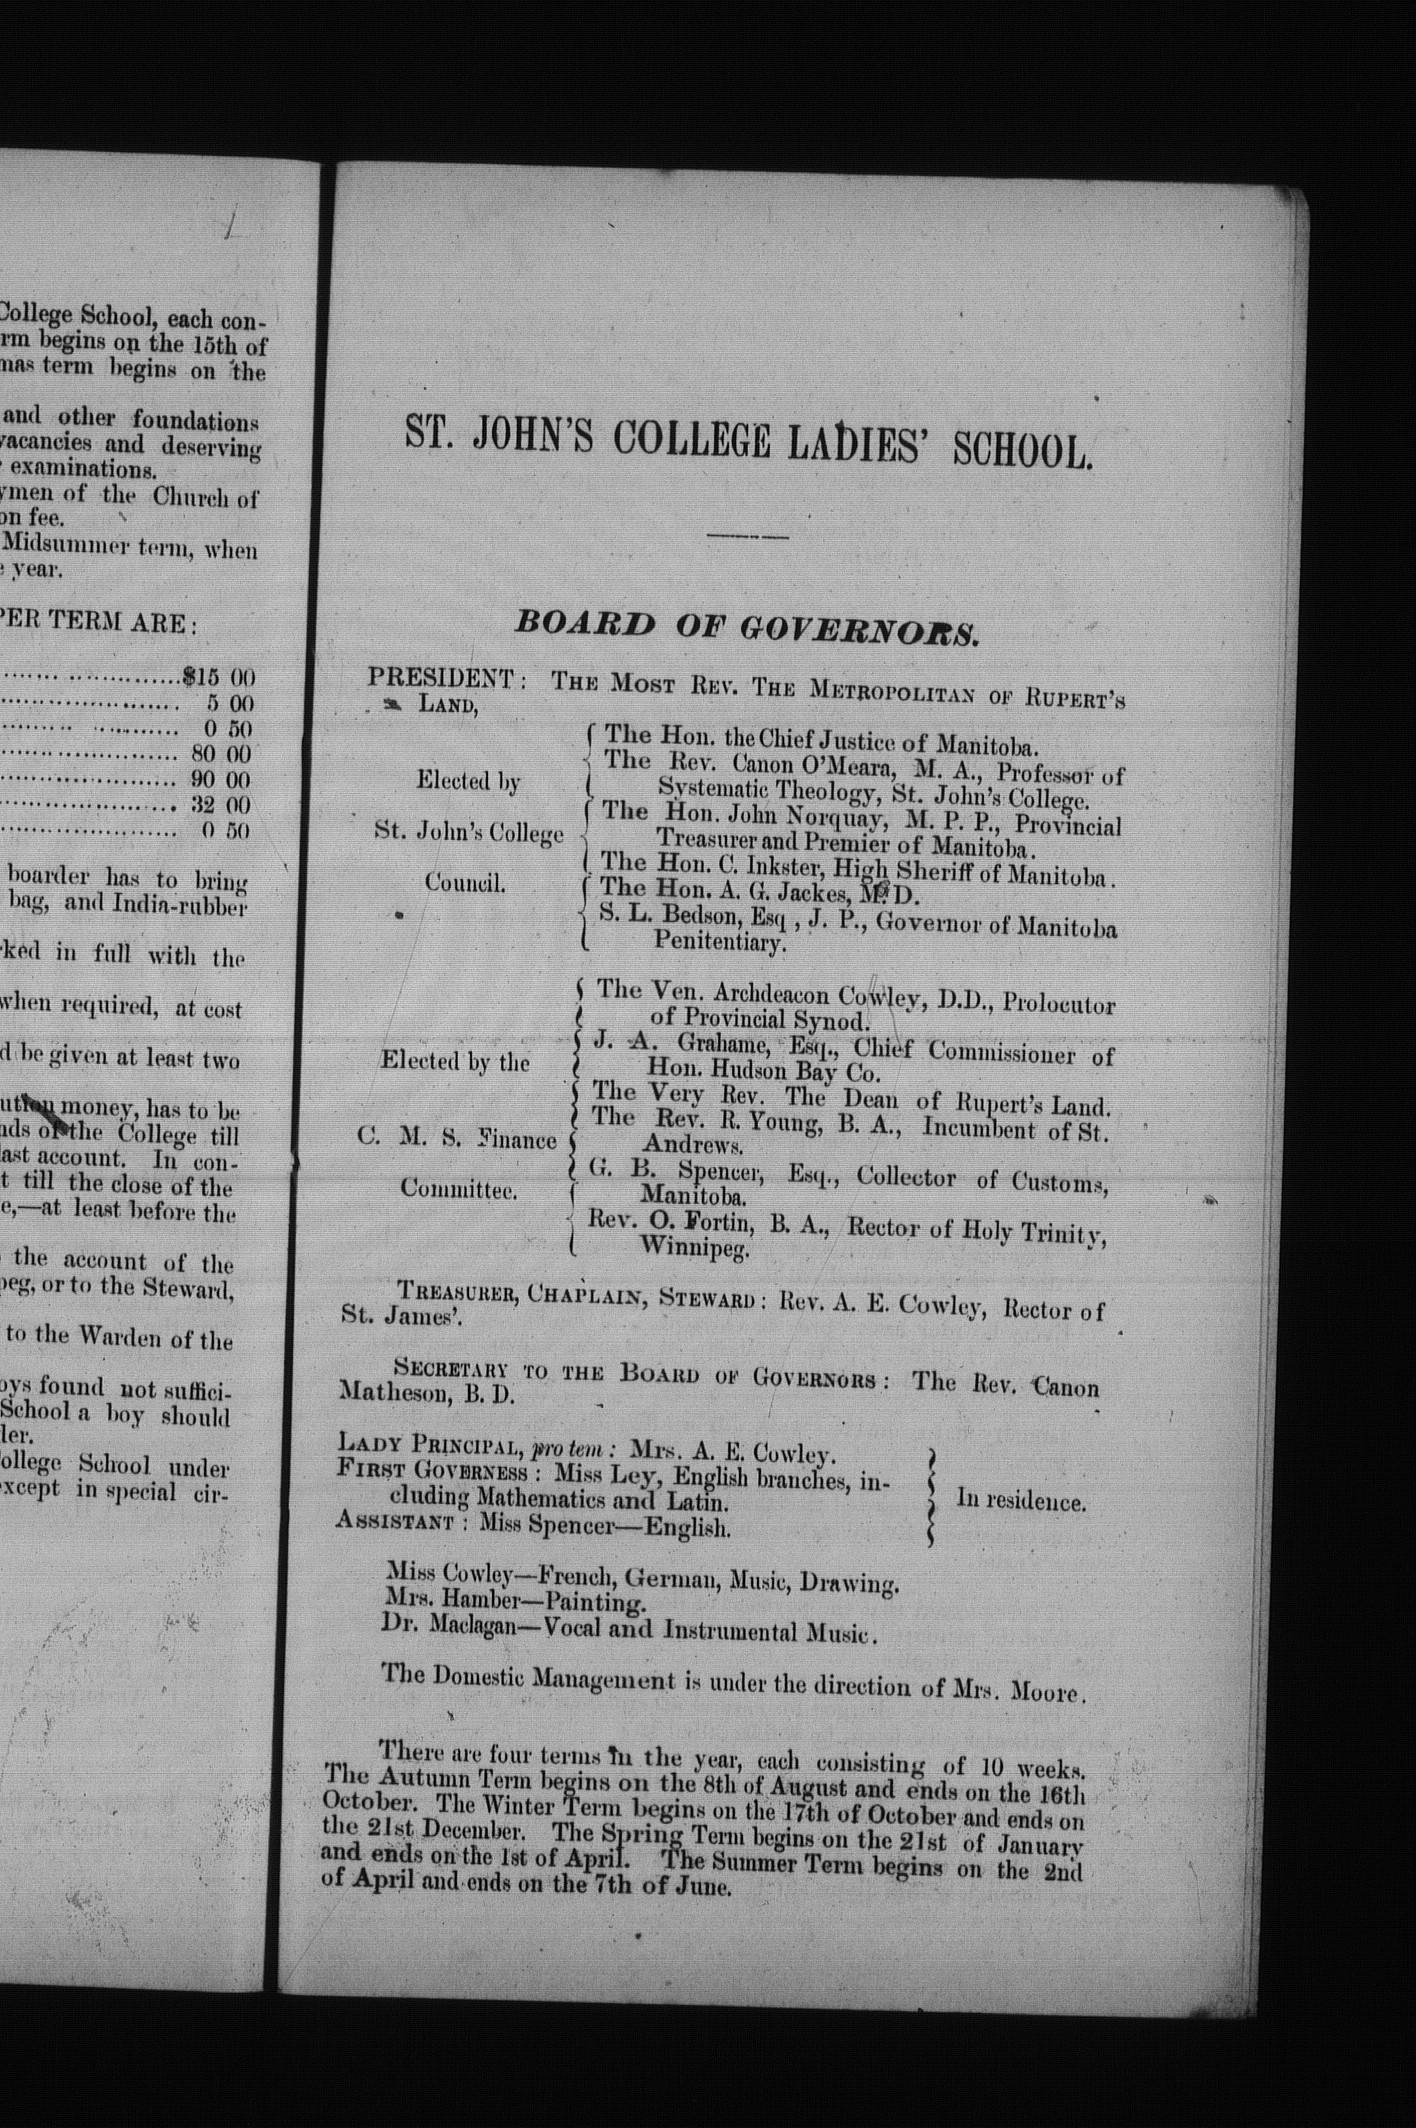 College School, each con-
rm begins on the 15th of
mas term begins on the
and other foundations
vacancies and deserving
examinations.
ymen of the Church of
on fee.
Midsummer term, when
year.
PER TERM ARE:
$15 00
5 00
0 50
80 00
90 00
32 00
0 50
boarder has to bring
bag, and India-rubber
ked in full with the
when required, at cost
d be given at least two
ution money, has to be
nds of the College till
last account. In con-
t till the close of the
e,—at least before the
the account of the
peg, or to the Steward,
to the Warden of the
oys found not suffici-
School a boy should
ler.
ollege School under
xcept in special cir-
ST. JOHN'S COLLEGE LADIES' SCHOOL.
BOARD OF GOVERNORS.
PRESIDENT: THE MOST REV. THE METROPOLITAN OF RUPERT'S
LAND,
Elected by
St. John's College
Council.
The Hon. the Chief Justice of Manitoba.
The Rev. Canon O'Meara, M. A., Professor of
Systematic Theology, St. John's College.
The Hon. John Norquay, M. P. P., Provincial
Treasurer and Premier of Manitoba.
The Hon. C. Inkster, High Sheriff of Manitoba.
The Hon. A. G. Jackes, M. D.
S. L. Bedson, Esq , J. P., Governor of Manitoba
Penitentiary.
Elected by the
C. M. S. Finance
Committee.
The Ven. Archdeacon Cowley, D.D., Prolocutor
of Provincial Synod.
J. A. Grahame, Esq., Chief Commissioner of
Hon. Hudson Bay Co.
The Very Rev. The Dean of Rupert's Land.
The Rev. R. Young, B. A., Incumbent of St.
Andrews.
G. B. Spencer, Esq., Collector of Customs,
Manitoba.
Rev. O. Fortin, B. A., Rector of Holy Trinity,
Winnipeg.
TREASURER, CHAPLAIN, STEWARD: Rev. A. E. Cowley, Rector of
St. James'.
SECRETARY TO THE BOARD OF GOVERNORS: The Rev. Canon
Matheson, B. D.
LADY PRINCIPAL, pro tem: Mrs. A. E. Cowley.
FIRST GOVERNESS: Miss Ley, English branches, in-
cluding Mathematics and Latin.
ASSISTANT: Miss Spencer—English.
In residence.
Miss Cowley—French, German, Music, Drawing.
Mrs. Hamber—Painting.
Dr. Maclagan—Vocal and Instrumental Music.
The Domestic Management is under the direction of Mrs. Moore.
There are four terms in the year, each consisting of 10 weeks.
The Autumn Term begins on the 8th of August and ends on the 16th
October. The Winter Term begins on the 17th of October and ends on
the 21st December. The Spring Term begins on the 21st of January
and ends on the 1st of April. The Summer Term begins on the 2nd
of April and ends on the 7th of June.